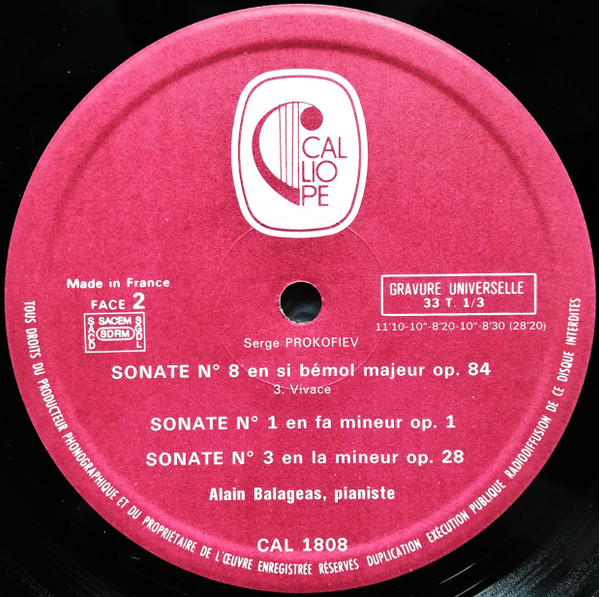 CAL
LIO
PE
Made in France
FACE 2
SACD SACEM SDRM SGDL
GRAVURE UNIVERSELLE
33 T 1/3
11'10-10"-8'20-10"-8'30 (28'20)
Serge PROKOFIEV
SONATE N° 8 en si bémol majeur op. 84
3. Vivace
SONATE N° 1 en fa mineur op. 1
SONATE N° 3 en la mineur op. 28
Alain Balageas, pianiste
CAL 1808
TOUS DROITS DU PRODUCTEUR PHONOGRAPHIQUE ET DU PROPRIÉTAIRE DE L'ŒUVRE ENREGISTRÉE RÉSERVÉS DUPLICATION EXÉCUTION PUBLIQUE RADIODIFFUSION DE CE DISQUE INTERDITES